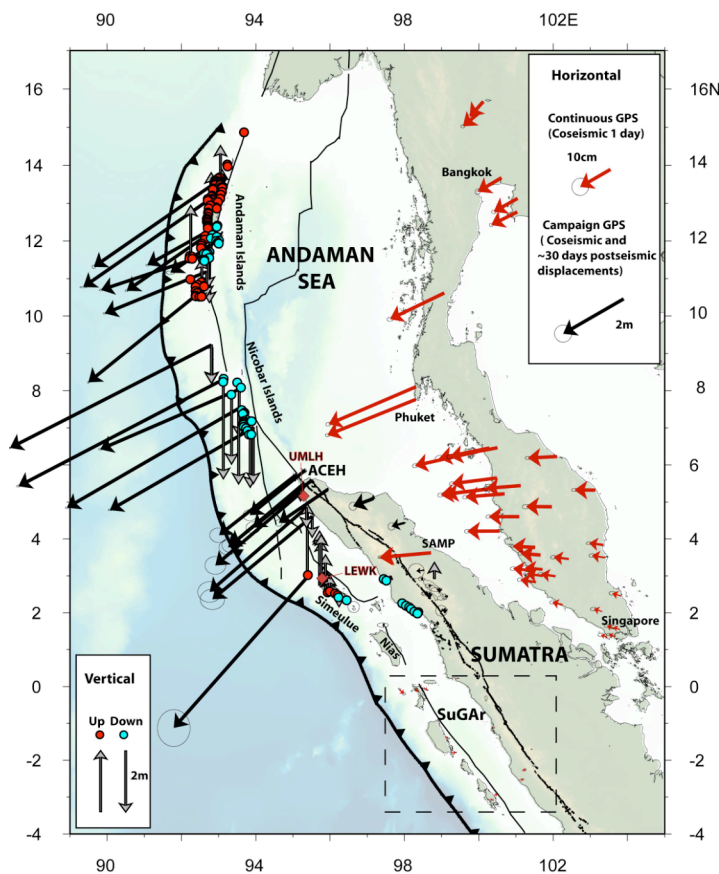 90 94 98 102E
16 16N
Horizontal
Continuous GPS
(Coseismic 1 day)
10cm
14 14
Bangkok
Andaman Islands
Campaign GPS
( Coseismic and
~30 days postseismic
displacements)
12 12
ANDAMAN
SEA
10 10
2m
8 8
Nicobar Islands
Phuket
6 6
UMLH
ACEH
4 4
SAMP
LEWK
2 2
Simeulue
Singapore
Nias
SUMATRA
Vertical
0 0
SuGAr
Up Down
-2 -2
2m
-4 -4
90 94 98 102